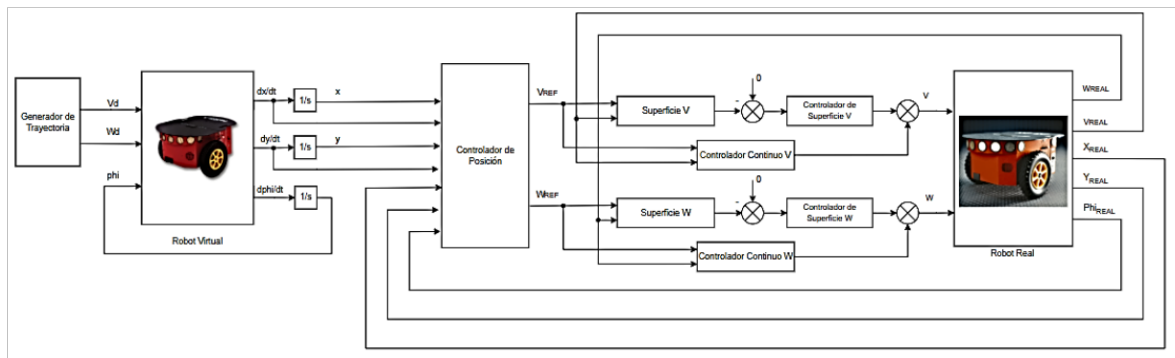 Generador de
Trayectoria
Vd
Wd
phi
Robot Virtual
dx/dt
1/s
x
dy/dt
1/s
y
dphi/dt
1/s
Controlador de
Posición
VREF
WREF
Superficie V
0
-
Controlador de
Superficie V
V
Controlador Continuo V
Superficie W
0
-
Controlador de
Superficie W
W
Controlador Continuo W
Robot Real
WREAL
VREAL
XREAL
YREAL
PhiREAL